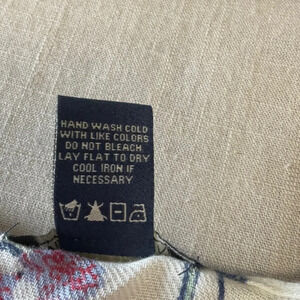 HAND WASH COLD
WITH LIKE COLORS
DO NOT BLEACH.
LAY FLAT TO DRY
COOL IRON IF
NECESSARY